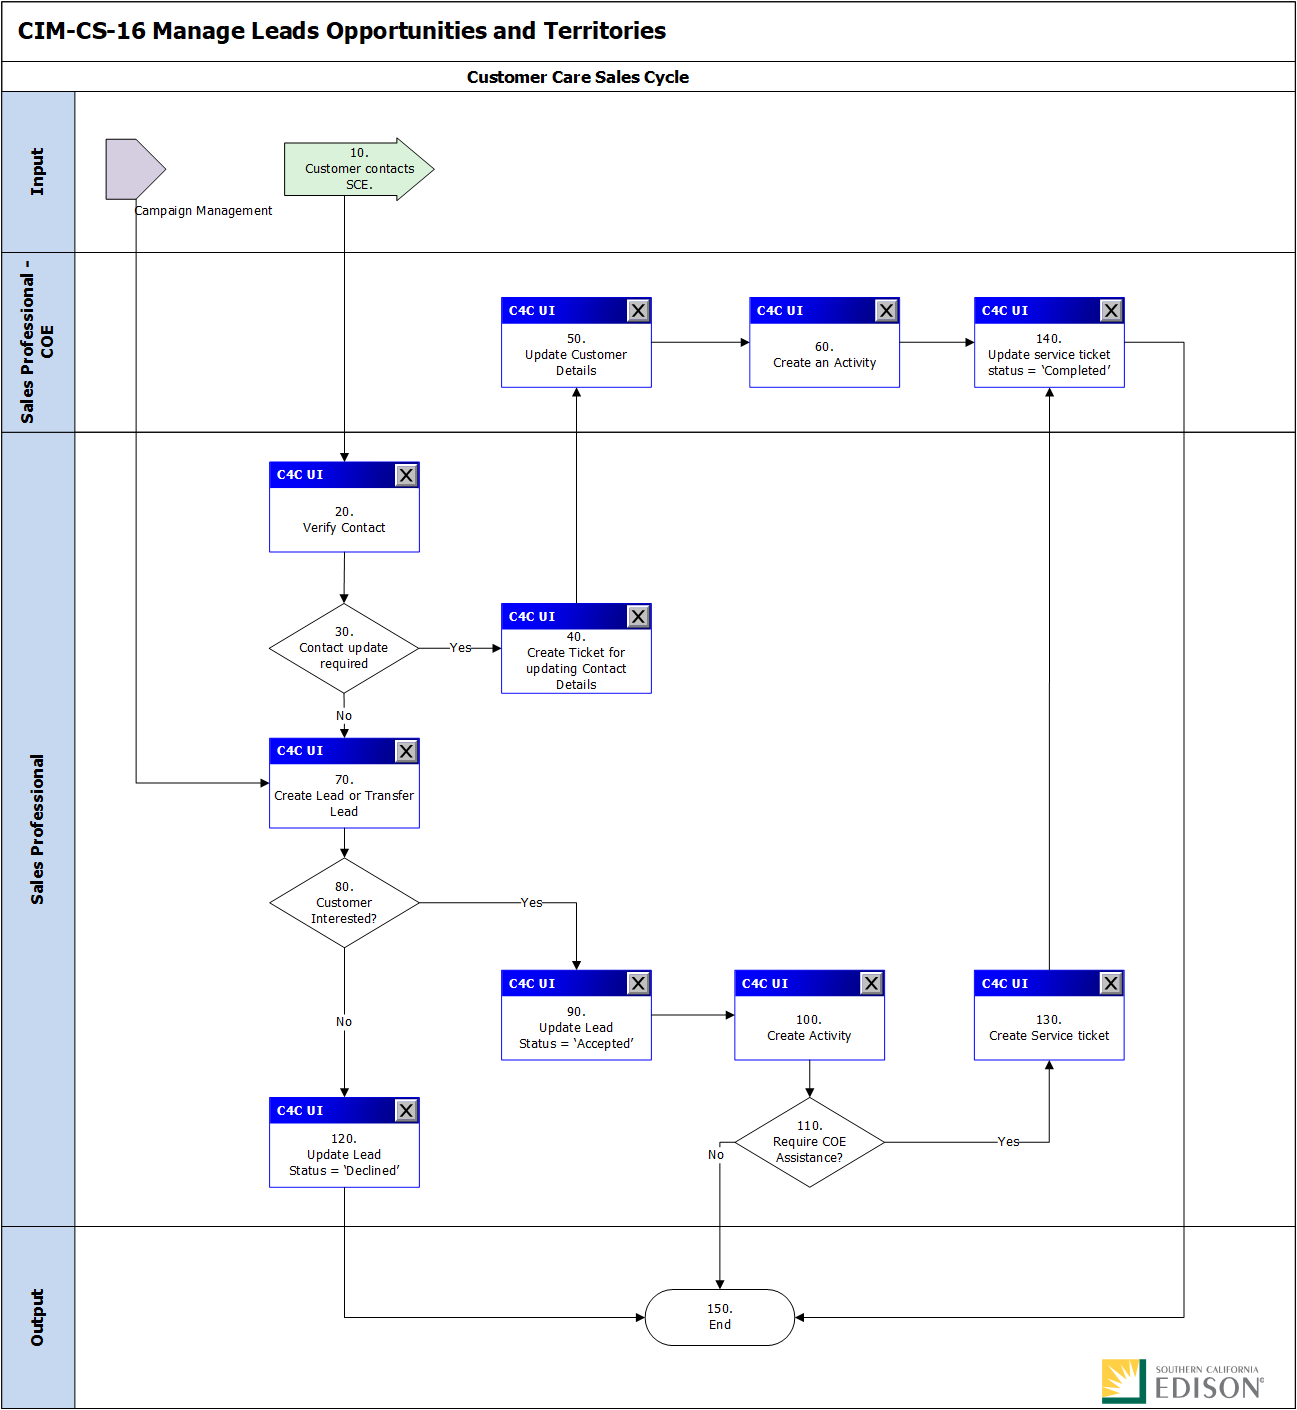 CIM-CS-16 Manage Leads Opportunities and Territories
Customer Care Sales Cycle
Input
10.
Customer contacts
SCE.
Campaign Management
Sales Professional -
COE
C4C UI
X
50.
Update Customer
Details
C4C UI
X
60.
Create an Activity
C4C UI
X
140.
Update service ticket
status = ‘Completed’
Sales Professional
C4C UI
X
20.
Verify Contact
30.
Contact update
required
Yes
C4C UI
X
40.
Create Ticket for
updating Contact
Details
No
C4C UI
X
70.
Create Lead or Transfer
Lead
80.
Customer
Interested?
Yes
No
C4C UI
X
90.
Update Lead
Status = ‘Accepted’
C4C UI
X
100.
Create Activity
C4C UI
X
130.
Create Service ticket
C4C UI
X
120.
Update Lead
Status = ‘Declined’
110.
Require COE
Assistance?
No
Yes
Output
150.
End
SOUTHERN CALIFORNIA
EDISON©